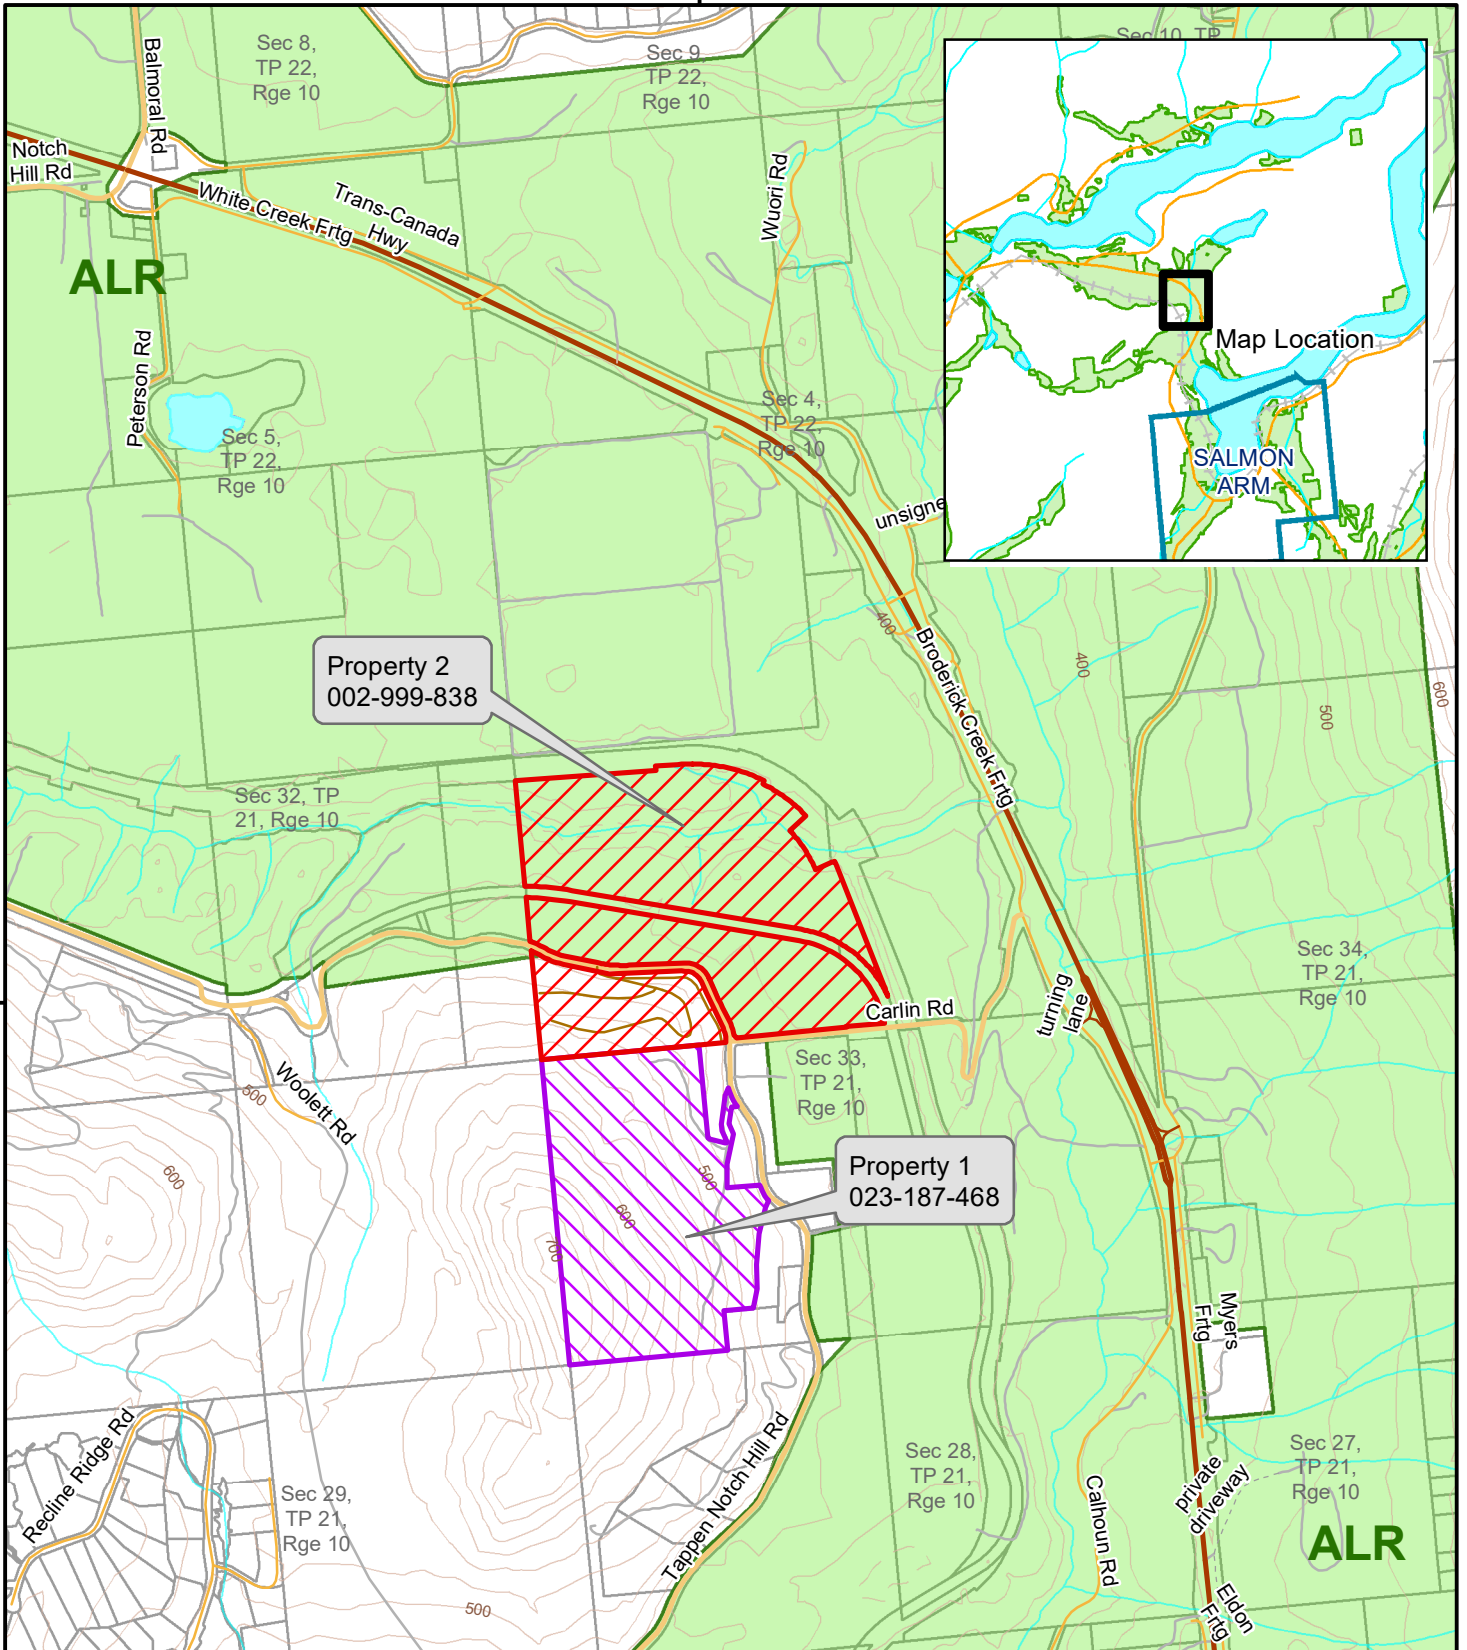 Sec 8,
TP 22,
Rge 10
Sec 9,
TP 22,
Rge 10
Sec 10, TP
Balmoral Rd
Notch
Hill Rd
White Creek Frtg
Trans-Canada
Hwy
Wuori Rd
ALR
Peterson Rd
Sec 5,
TP 22,
Rge 10
Sec 4,
TP 22,
Rge 10
unsigne
Map Location
SALMON
ARM
400
Broderick Creek Frtg
400
500
600
Property 2
002-999-838
Sec 32, TP
21, Rge 10
Carlin Rd
turning
lane
Sec 34,
TP 21,
Rge 10
Sec 33,
TP 21,
Rge 10
Woolett Rd
500
600
Property 1
023-187-468
500
600
700
Myers
Frtg
Recline Ridge Rd
Tappen Notch Hill Rd
Sec 29,
TP 21,
Rge 10
Sec 28,
TP 21,
Rge 10
Sec 27,
TP 21,
Rge 10
private
driveway
Calhoun Rd
ALR
Eldon
Frtg
500